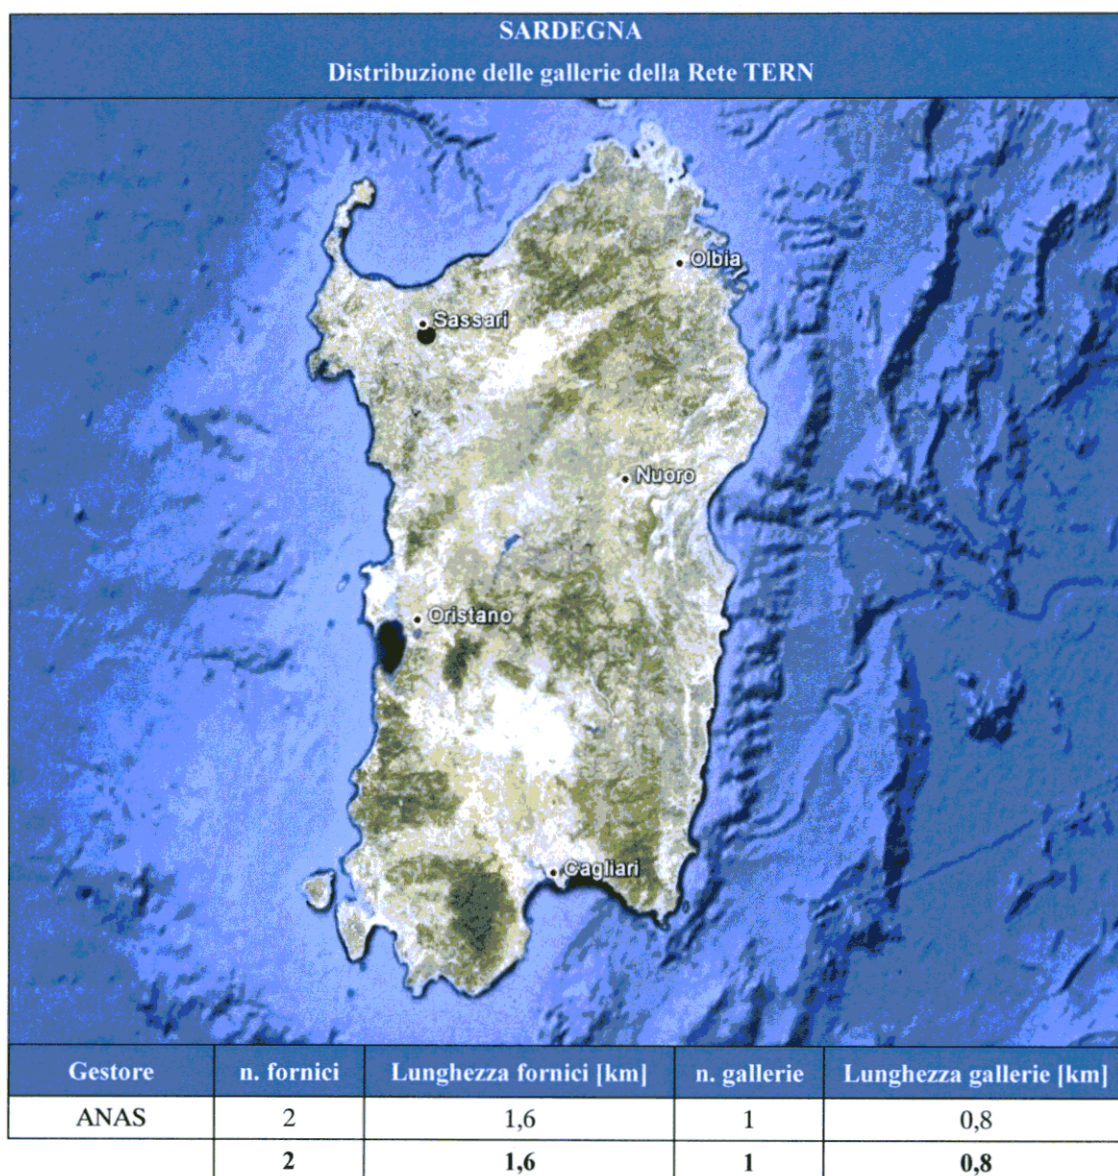 SARDEGNA
Distribuzione delle gallerie della Rete TERN
Olbia
Sassari
Nuoro
Oristano
Cagliari
Gestore n. fornici Lunghezza fornici [km] n. gallerie Lunghezza gallerie [km]
ANAS 2 1,6 1 0,8
2 1,6 1 0,8